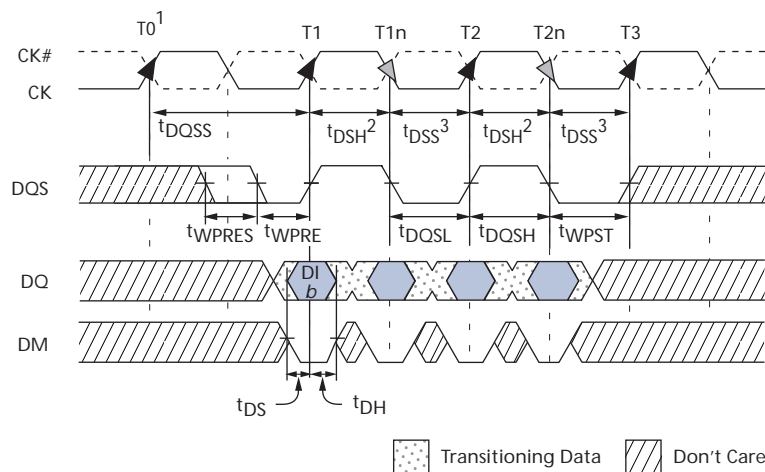 T0¹ T1 T1n T2 T2n T3
CK#
CK
tDQSS tDSH² tDSS³ tDSH² tDSS³
DQS
tWPRES tWPRE tDQSL tDQSH tWPST
DQ
DI
b
DM
tDS tDH
Transitioning Data Don't Care